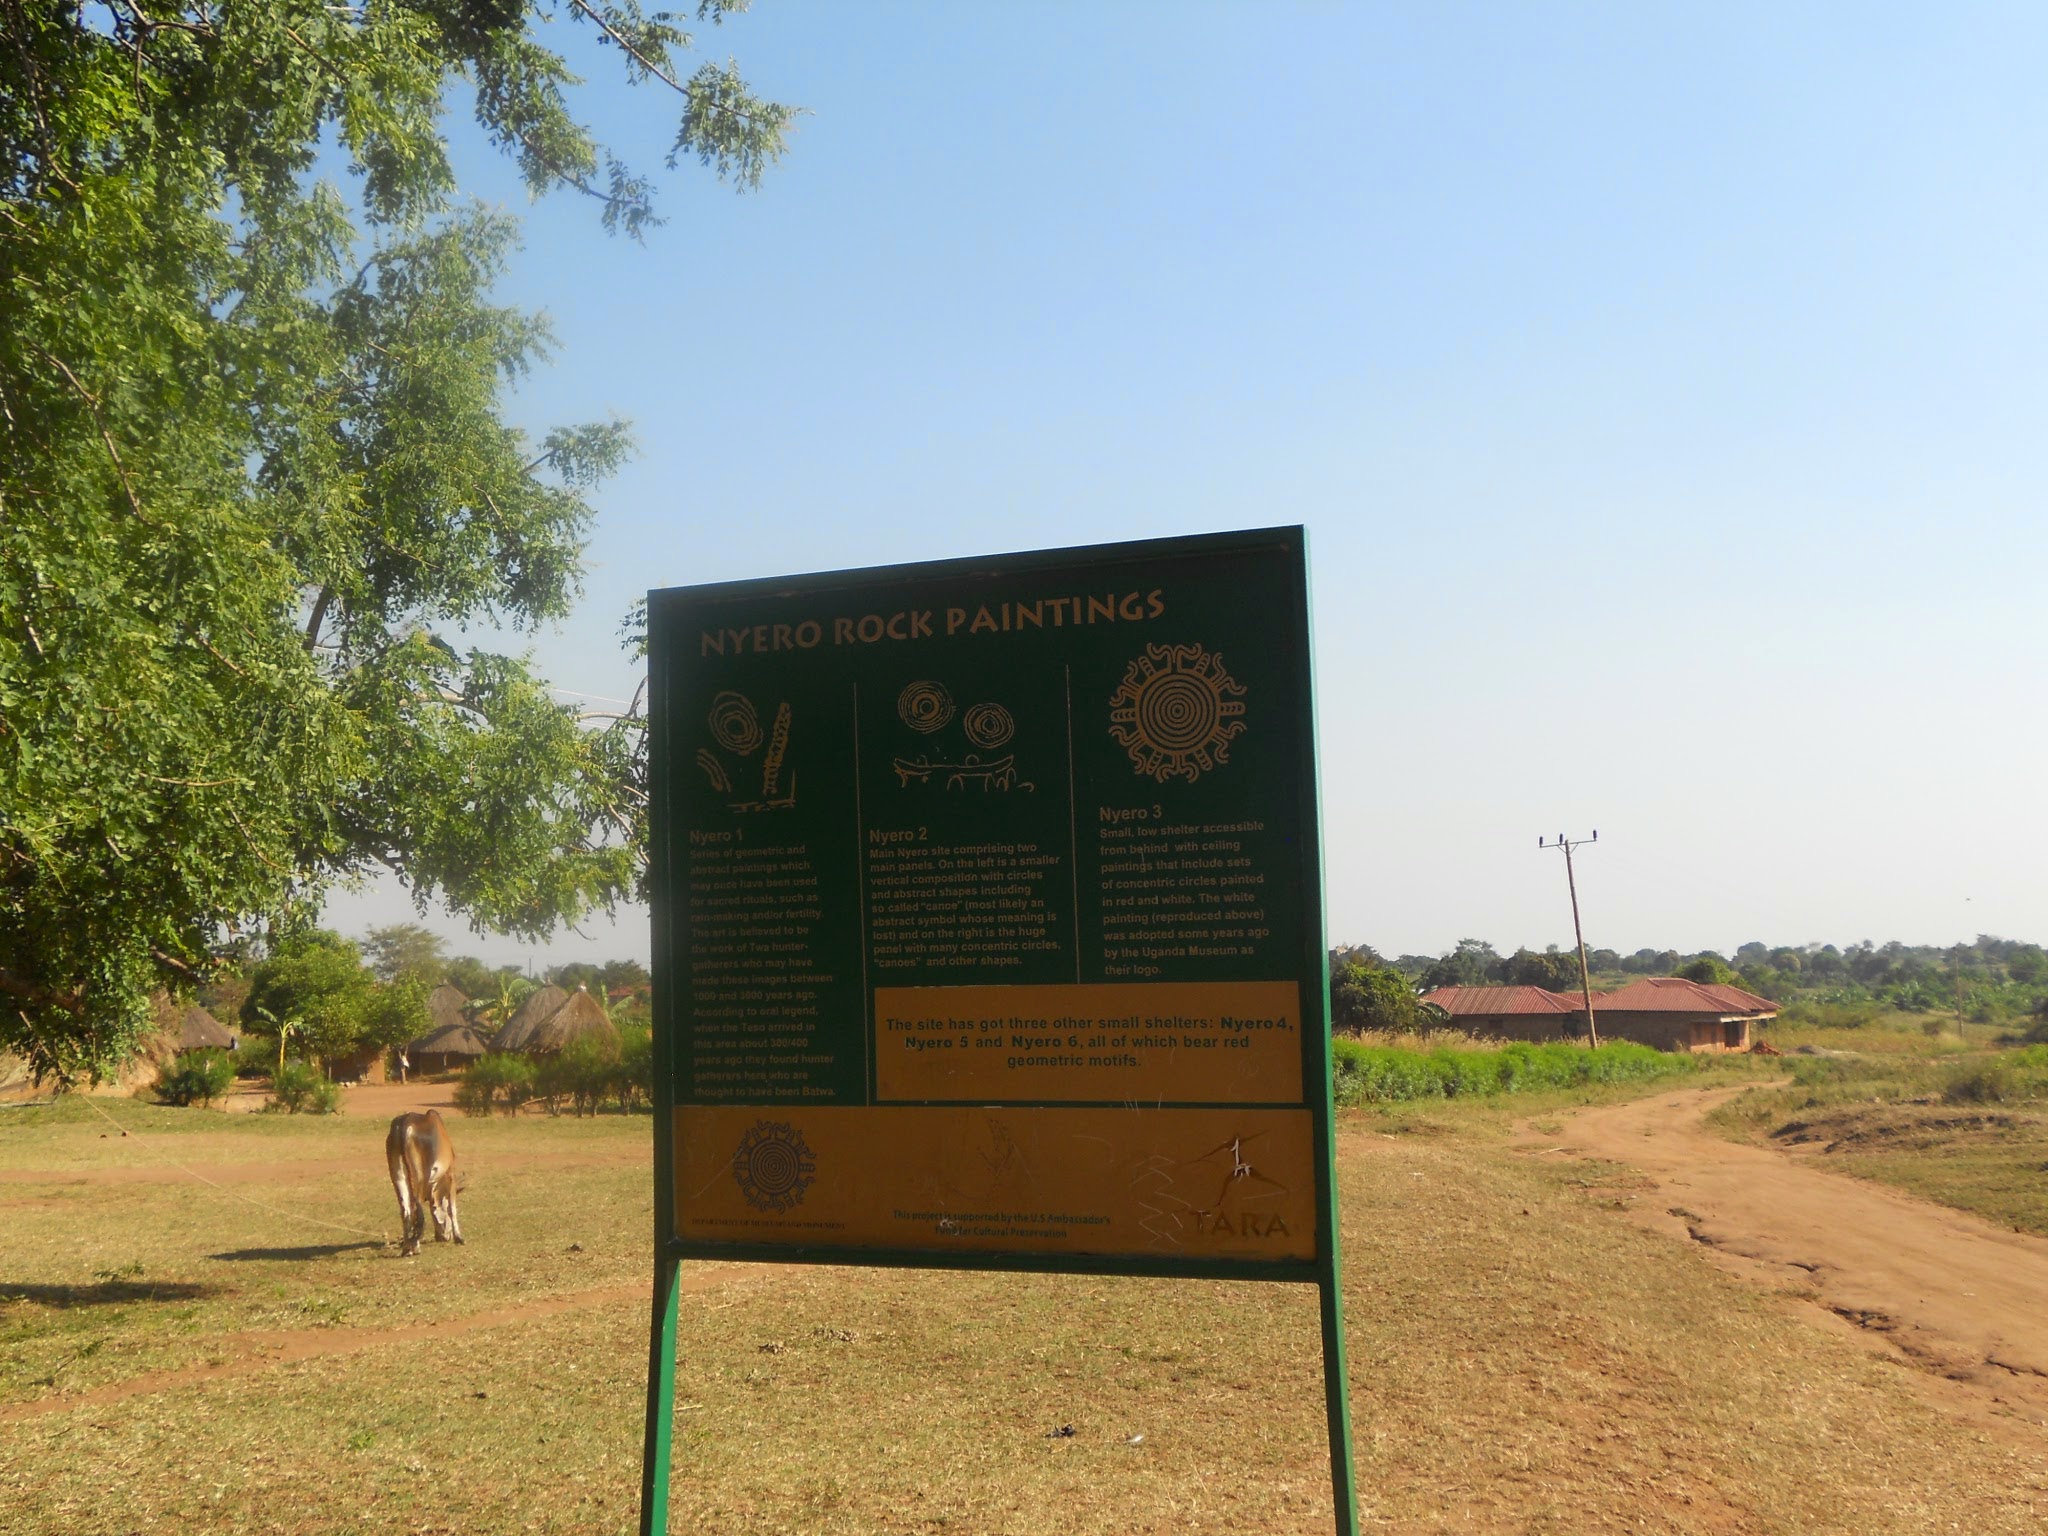 NYERO ROCK PAINTINGS
Nyero 1
Series of geometric and
abstract paintings which
may once have been used
for sacred rituals, such as
rain-making and/or fertility.
The art is believed to be
the work of Twa hunter-
gatherers who may have
made these images between
1000 and 3000 years ago.
According to oral legend,
when the Teso arrived in
this area about 300/400
years ago they found hunter
gatherers here who are
thought to have been Batwa.
Nyero 2
Main Nyero site comprising two
main panels. On the left is a smaller
vertical composition with circles
and abstract shapes including
so called "canoe" (most likely an
abstract symbol whose meaning is
lost) and on the right is the huge
panel with many concentric circles,
"canoes" and other shapes.
Nyero 3
Small, low shelter accessible
from behind with ceiling
paintings that include sets
of concentric circles painted
in red and white. The white
painting (reproduced above)
was adopted some years ago
by the Uganda Museum as
their logo.
The site has got three other small shelters: Nyero 4,
Nyero 5 and Nyero 6, all of which bear red
geometric motifs.
DEPARTMENT OF MUSEUMS AND MONUMENTS
This project is supported by the U.S Ambassador's
Fund for Cultural Preservation
TARA